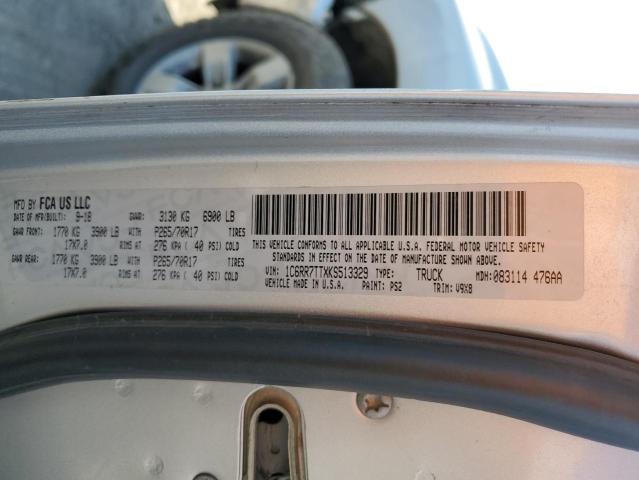 MFD BY FCA US LLC
DATE OF MFR(BUILT): 9-18 GVWR: 3130 KG 6900 LB
GAWR FRONT: 1770 KG 3900 LB WITH P265/70R17 TIRES
17X7.0 RIMS AT 276 KPA ( 40 PSI) COLD
GAWR REAR: 1770 KG 3900 LB WITH P265/70R17 TIRES
17X7.0 RIMS AT 276 KPA ( 40 PSI) COLD
THIS VEHICLE CONFORMS TO ALL APPLICABLE U.S.A. FEDERAL MOTOR VEHICLE SAFETY
STANDARDS IN EFFECT ON THE DATE OF MANUFACTURE SHOWN ABOVE.
VIN: 1C6RR7TTXKS513329 TYPE: TRUCK MDH: 083114 476AA
VEHICLE MADE IN U.S.A. PAINT: PS2 TRIM: V9X8